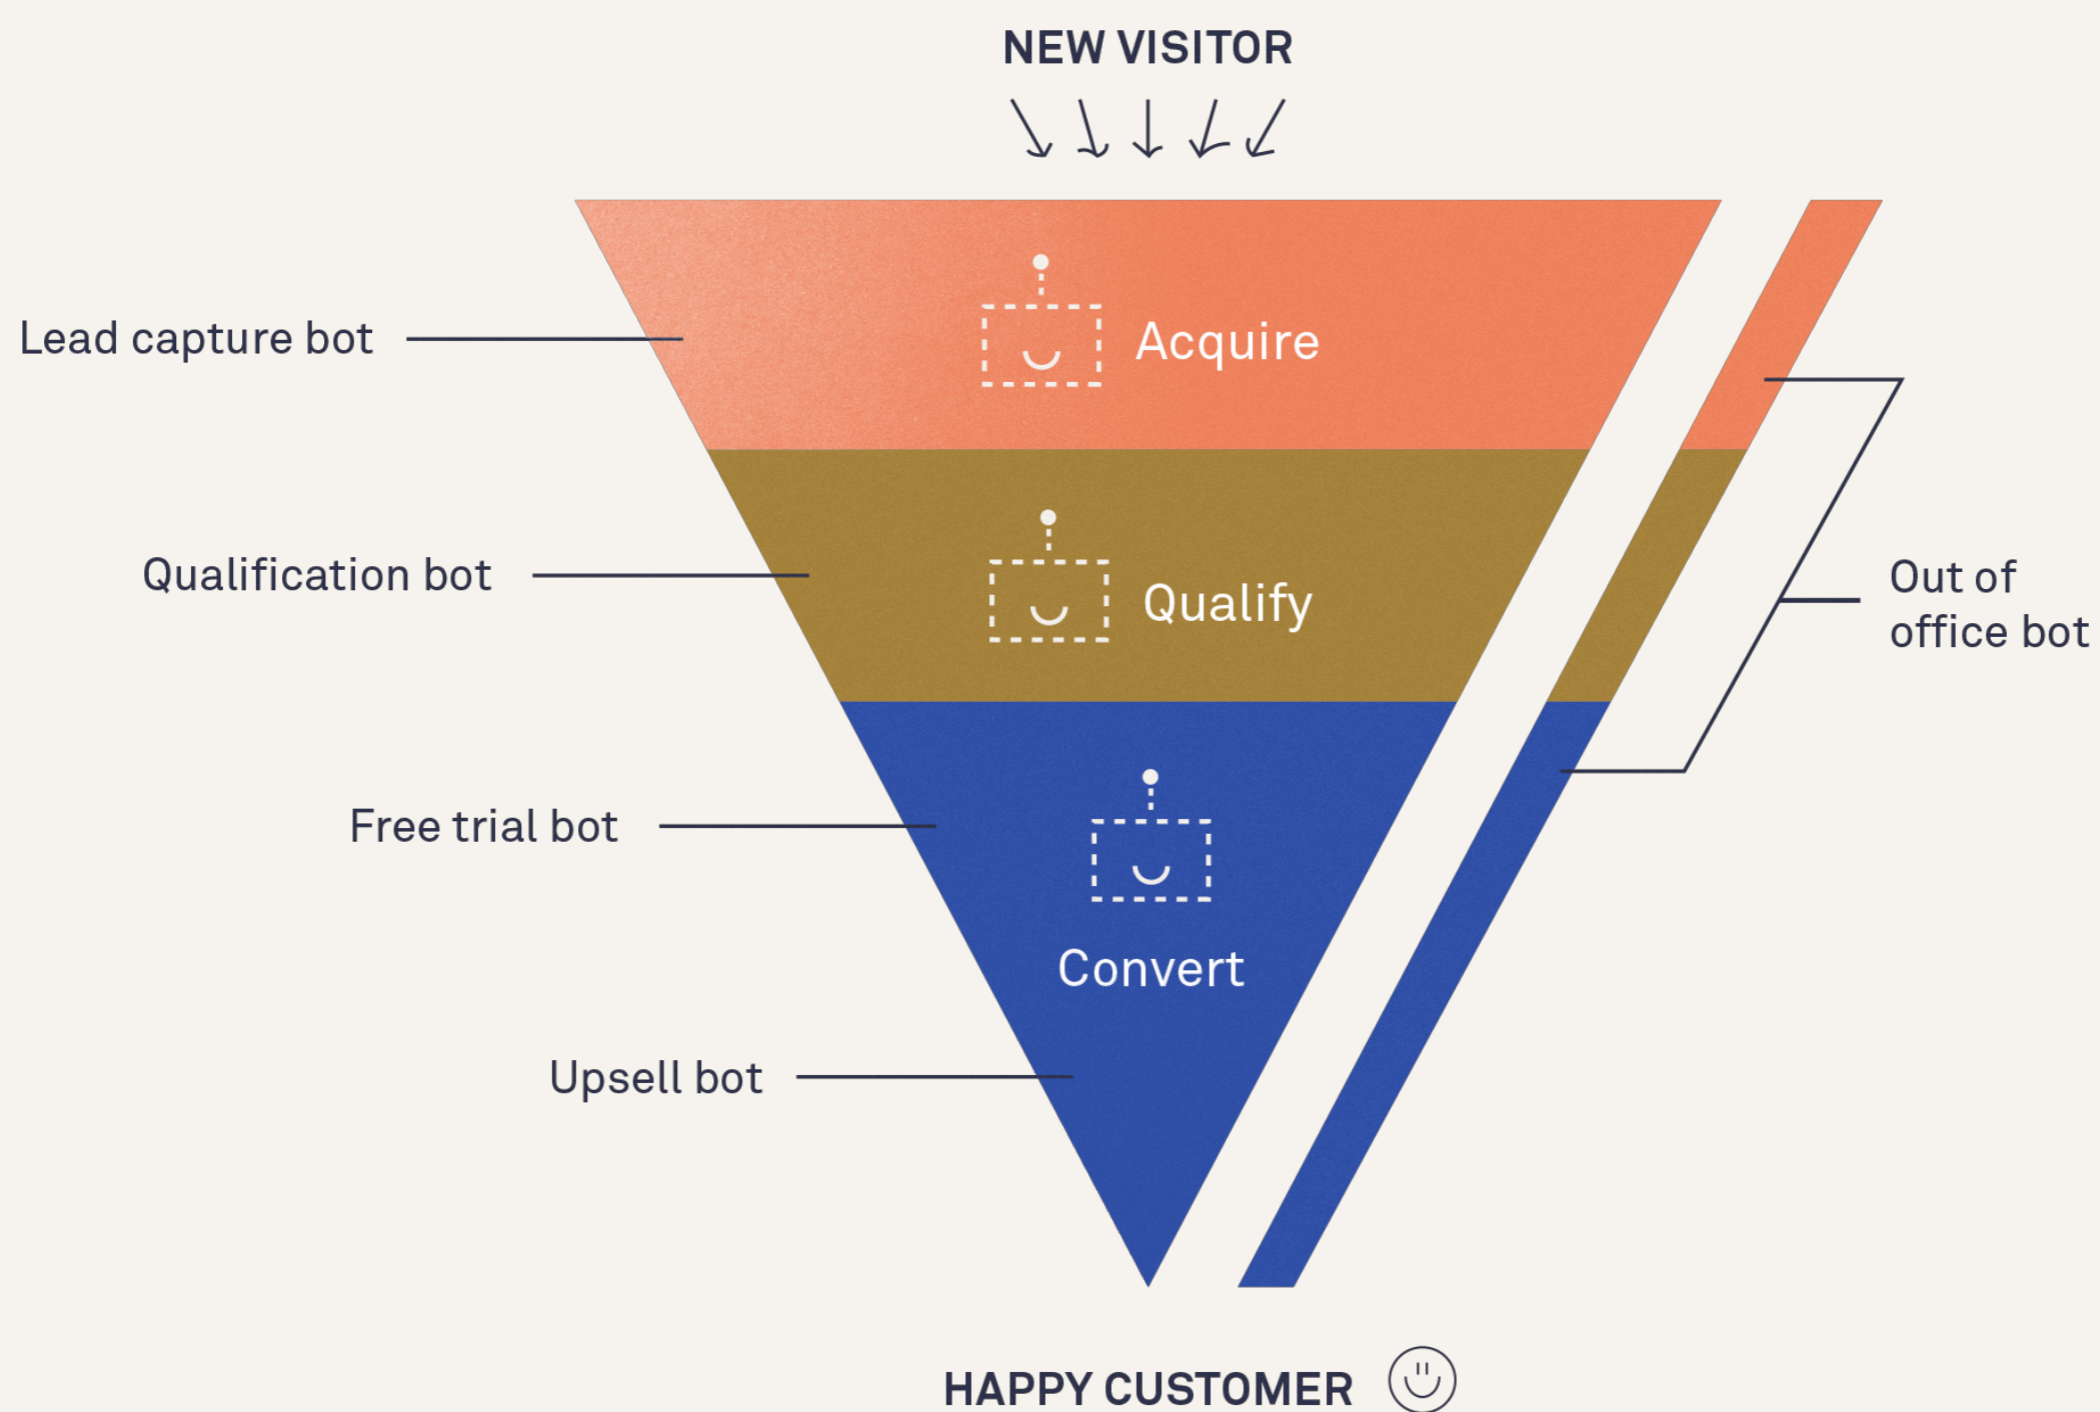 NEW VISITOR
Lead capture bot
Acquire
Qualification bot
Qualify
Out of
office bot
Free trial bot
Convert
Upsell bot
HAPPY CUSTOMER